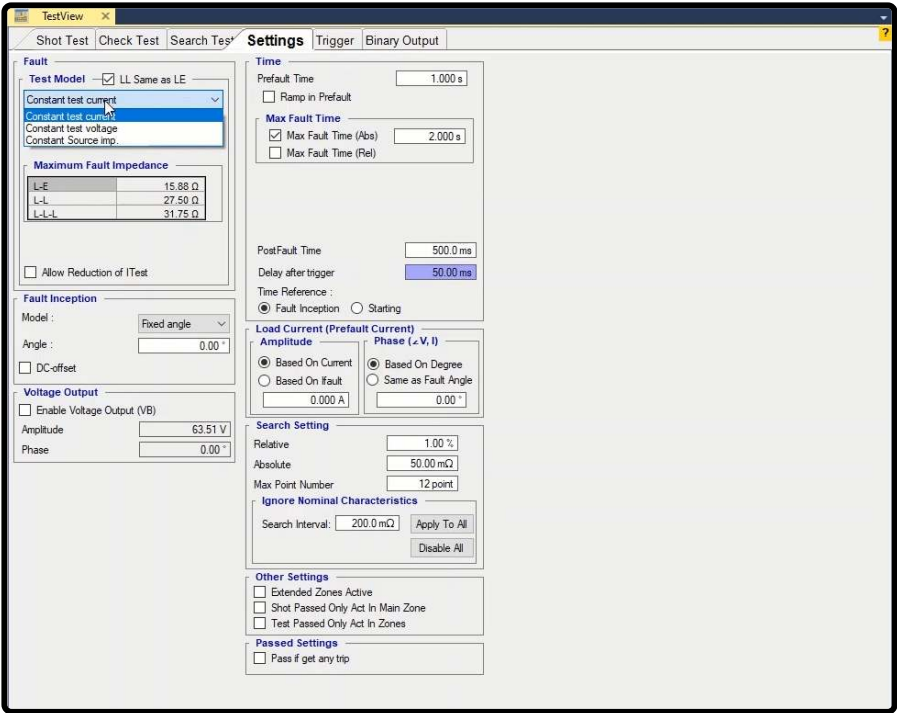 TestView
?
Shot Test Check Test Search Test Settings Trigger Binary Output
Fault
Test Model LL Same as LE
Constant test current
Constant test current
Constant test voltage
Constant Source imp.
Maximum Fault Impedance
L-E 15.88 Ω
L-L 27.50 Ω
L-L-L 31.75 Ω
Allow Reduction of ITest
Fault Inception
Model : Fixed angle
Angle : 0.00 °
DC-offset
Voltage Output
Enable Voltage Output (VB)
Amplitude 63.51 V
Phase 0.00 °
Time
Prefault Time 1.000 s
Ramp in Prefault
Max Fault Time
Max Fault Time (Abs) 2.000 s
Max Fault Time (Rel)
PostFault Time 500.0 ms
Delay after trigger 50.00 ms
Time Reference :
Fault Inception Starting
Load Current (Prefault Current)
Amplitude
Based On Current
Based On Ifault
0.000 A
Phase (∠V, I)
Based On Degree
Same as Fault Angle
0.00 °
Search Setting
Relative 1.00 %
Absolute 50.00 mΩ
Max Point Number 12 point
Ignore Nominal Characteristics
Search Interval: 200.0 mΩ Apply To All
Disable All
Other Settings
Extended Zones Active
Shot Passed Only Act In Main Zone
Test Passed Only Act In Zones
Passed Settings
Pass if get any trip